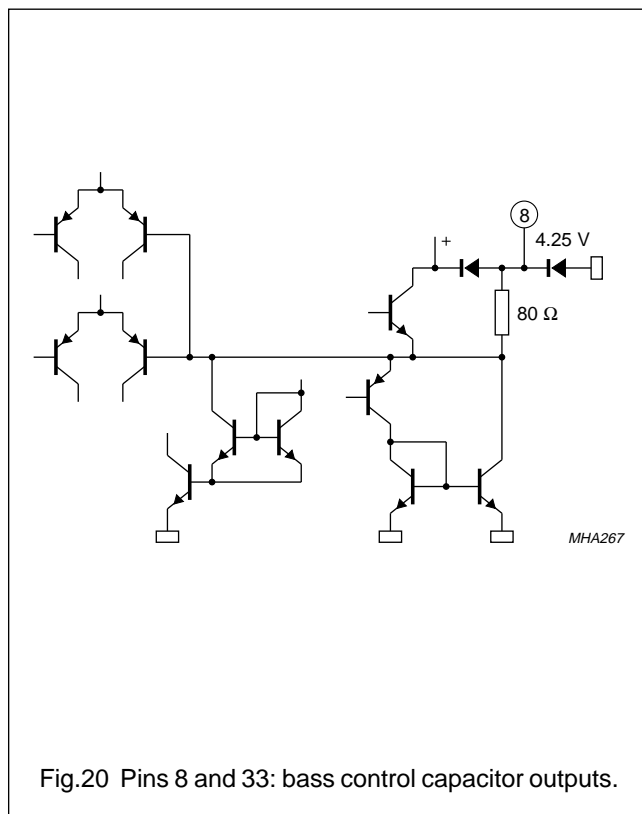 8
+
4.25 V
80 Ω
MHA267
Fig.20 Pins 8 and 33: bass control capacitor outputs.